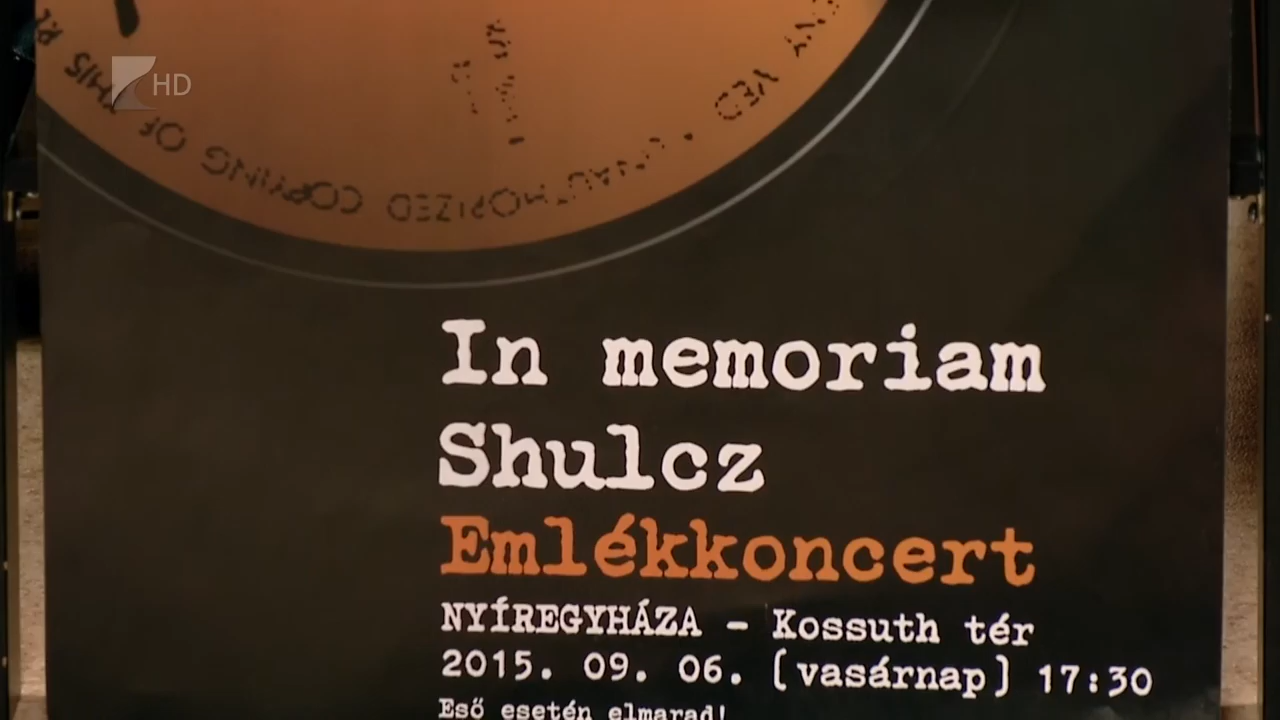 HD
THIS
OF
COPYING
In memoriam
Shulcz
Emlékkoncert
NYÍREGYHÁZA - Kossuth tér
2015. 09. 06. [vasárnap] 17:30
Eső esetén elmarad!